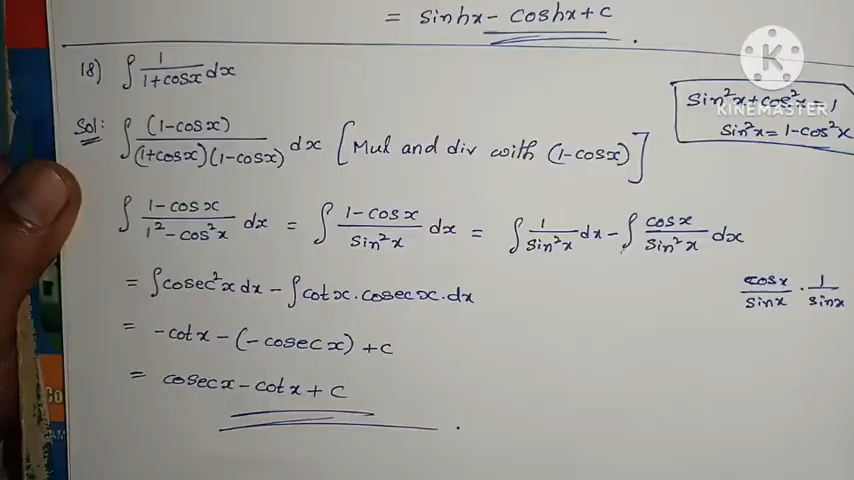 = sinhx - coshx + c
18) ∫ 1/(1+cosx) dx
Sol: ∫ (1-cosx)/((1+cosx)(1-cosx)) dx [Mul and div with (1-cosx)]
sin²x + cos²x = 1
sin²x = 1-cos²x
∫ (1-cosx)/(1²-cos²x) dx = ∫ (1-cosx)/(sin²x) dx = ∫ 1/(sin²x) dx - ∫ cosx/(sin²x) dx
= ∫cosec²x dx - ∫cotx.cosecx.dx
cosx/sinx . 1/sinx
= -cotx - (-cosecx) + c
= cosecx - cotx + c
KINEMASTER